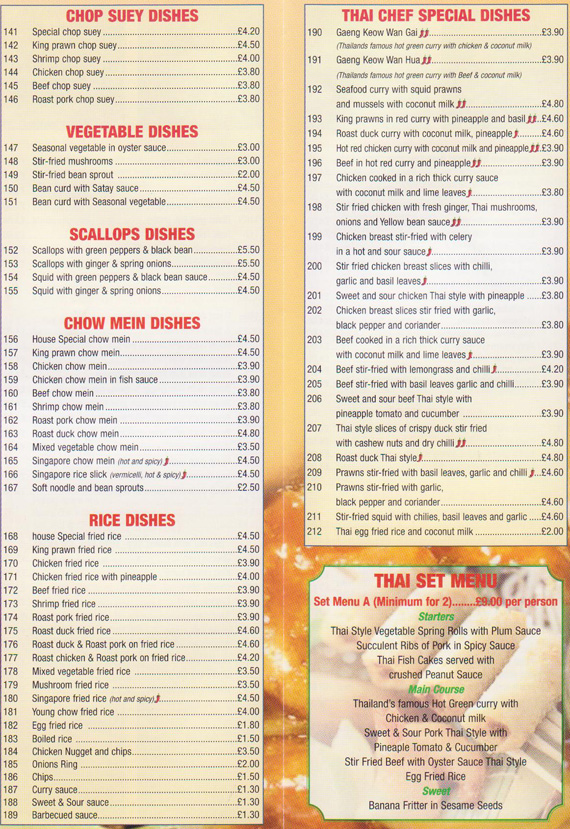 CHOP SUEY DISHES
141 Special chop suey £4.20
142 King prawn chop suey £4.50
143 Shrimp chop suey £4.00
144 Chicken chop suey £3.80
145 Beef chop suey £3.80
146 Roast pork chop suey £3.80
VEGETABLE DISHES
147 Seasonal vegetable in oyster sauce £3.00
148 Stir-fried mushrooms £3.00
149 Stir-fried bean sprout £2.00
150 Bean curd with Satay sauce £4.50
151 Bean curd with Seasonal vegetable £4.50
SCALLOPS DISHES
152 Scallops with green peppers & black bean £5.50
153 Scallops with ginger & spring onions £5.50
154 Squid with green peppers & black bean sauce £4.50
155 Squid with ginger & spring onions £4.50
CHOW MEIN DISHES
156 House Special chow mein £4.50
157 King prawn chow mein £4.50
158 Chicken chow mein £3.90
159 Chicken chow mein in fish sauce £3.90
160 Beef chow mein £3.80
161 Shrimp chow mein £3.80
162 Roast pork chow mein £3.90
163 Roast duck chow mein £4.80
164 Mixed vegetable chow mein £3.50
165 Singapore chow mein (hot and spicy) £4.50
166 Singapore rice slick (vermicelli, hot & spicy) £4.50
167 Soft noodle and bean sprouts £2.50
RICE DISHES
168 house Special fried rice £4.50
169 King prawn fried rice £4.50
170 Chicken fried rice £3.90
171 Chicken fried rice with pineapple £4.00
172 Beef fried rice £3.90
173 Shrimp fried rice £3.90
174 Roast pork fried rice £3.90
175 Roast duck fried rice £4.60
176 Roast duck & Roast pork on fried rice £4.60
177 Roast chicken & Roast pork on fried rice £4.20
178 Mixed vegetable fried rice £3.50
179 Mushroom fried rice £3.50
180 Singapore fried rice (hot and spicy) £4.50
181 Young chow fried rice £4.00
182 Egg fried rice £1.80
183 Boiled rice £1.50
184 Chicken Nugget and chips £3.50
185 Onions Ring £2.00
186 Chips £1.50
187 Curry sauce £1.30
188 Sweet & Sour sauce £1.30
189 Barbecued sauce £1.30
THAI CHEF SPECIAL DISHES
190 Gaeng Keow Wan Gai £3.90
(Thailands famous hot green curry with chicken & coconut milk)
191 Gaeng Keow Wan Hua £3.90
(Thailands famous hot green curry with Beef & coconut milk)
192 Seafood curry with squid prawns
and mussels with coconut milk £4.80
193 King prawns in red curry with pineapple and basil £4.60
194 Roast duck curry with coconut milk, pineapple £4.60
195 Hot red chicken curry with coconut milk and pineapple £3.90
196 Beef in hot red curry and pineapple £3.90
197 Chicken cooked in a rich thick curry sauce
with coconut milk and lime leaves £3.80
198 Stir fried chicken with fresh ginger, Thai mushrooms,
onions and Yellow bean sauce £3.90
199 Chicken breast stir-fried with celery
in a hot and sour sauce £3.90
200 Stir fried chicken breast slices with chilli,
garlic and basil leaves £3.90
201 Sweet and sour chicken Thai style with pineapple £3.80
202 Chicken breast slices stir fried with garlic,
black pepper and coriander £3.80
203 Beef cooked in a rich thick curry sauce
with coconut milk and lime leaves £3.90
204 Beef stir-fried with lemongrass and chilli £4.20
205 Beef stir-fried with basil leaves garlic and chilli £3.90
206 Sweet and sour beef Thai style with
pineapple tomato and cucumber £3.90
207 Thai style slices of crispy duck stir fried
with cashew nuts and dry chilli £4.80
208 Roast duck Thai style £4.80
209 Prawns stir-fried with basil leaves, garlic and chilli £4.60
210 Prawns stir-fried with garlic,
black pepper and coriander £4.60
211 Stir-fried squid with chilies, basil leaves and garlic £4.60
212 Thai egg fried rice and coconut milk £2.00
THAI SET MENU
Set Menu A (Minimum for 2) £9.00 per person
Starters
Thai Style Vegetable Spring Rolls with Plum Sauce
Succulent Ribs of Pork in Spicy Sauce
Thai Fish Cakes served with
crushed Peanut Sauce
Main Course
Thailand's famous Hot Green curry with
Chicken & Coconut milk
Sweet & Sour Pork Thai Style with
Pineaple Tomato & Cucumber
Stir Fried Beef with Oyster Sauce Thai Style
Egg Fried Rice
Sweet
Banana Fritter in Sesame Seeds